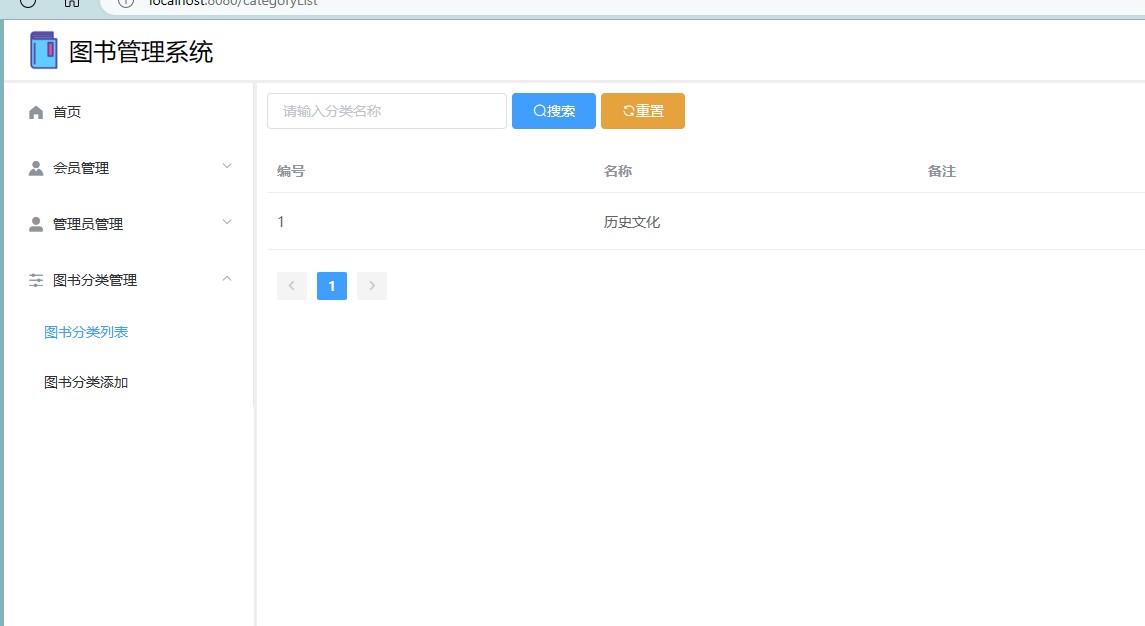 localhost:8080/categoryList
图书管理系统
首页
会员管理
管理员管理
图书分类管理
图书分类列表
图书分类添加
请输入分类名称 搜索 重置
编号 名称 备注
1 历史文化
1